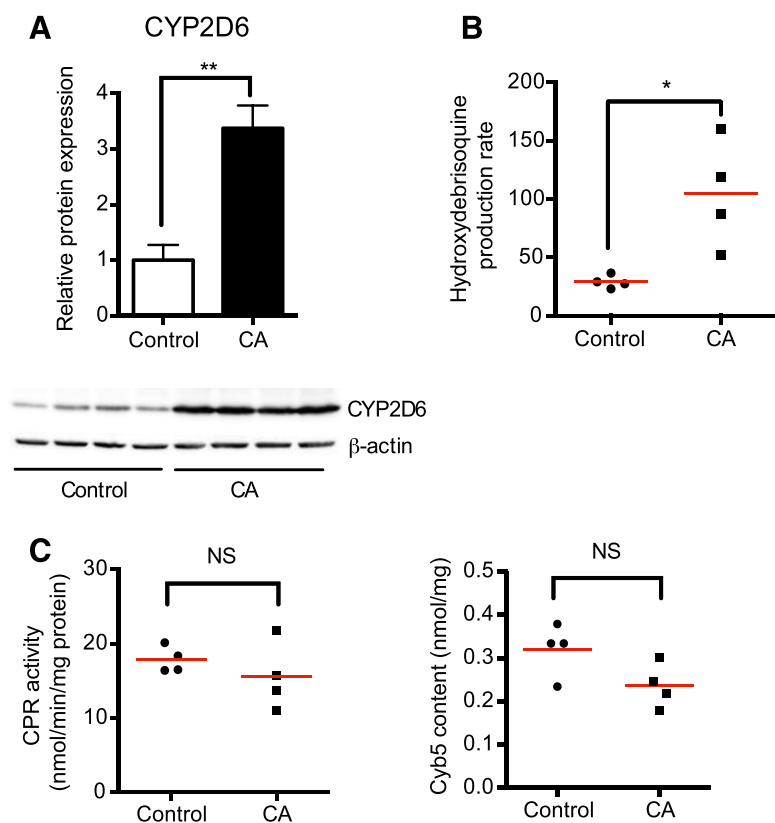 A
CYP2D6
**
Relative protein expression
4
3
2
1
0
Control
CA
CYP2D6
β-actin
Control
CA
B
*
Hydroxydebrisoquine
production rate
200
150
100
50
0
Control
CA
C
NS
CPR activity
(nmol/min/mg protein)
30
20
10
0
Control
CA
NS
Cyb5 content (nmol/mg)
0.5
0.4
0.3
0.2
0.1
0.0
Control
CA